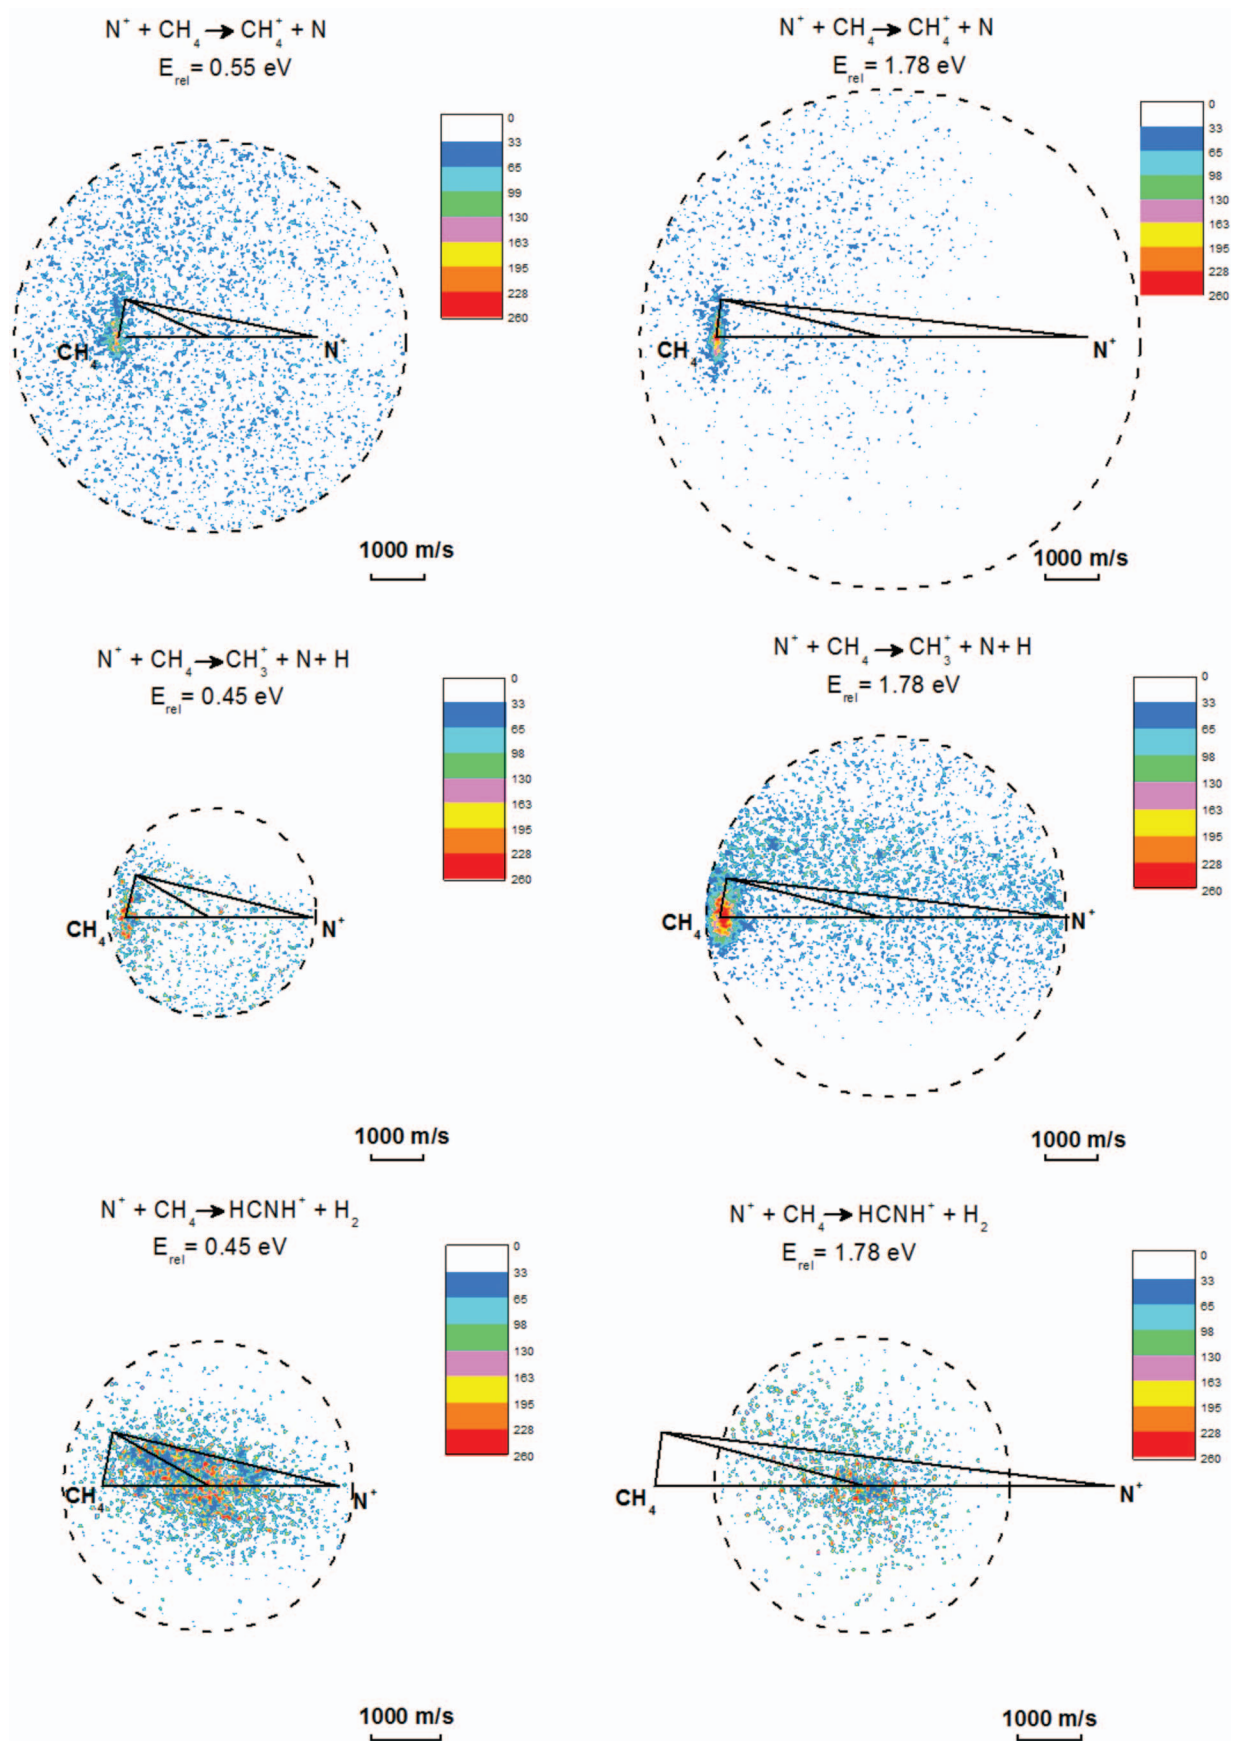 N⁺ + CH₄ → CH₄⁺ + N
E_rel = 0.55 eV
0
33
65
99
130
163
195
228
260
CH₄
N⁺
1000 m/s
N⁺ + CH₄ → CH₄⁺ + N
E_rel = 1.78 eV
0
33
65
98
130
163
195
228
260
CH₄
N⁺
1000 m/s
N⁺ + CH₄ → CH₃⁺ + N + H
E_rel = 0.45 eV
0
33
65
98
130
163
195
228
260
CH₄
N⁺
1000 m/s
N⁺ + CH₄ → CH₃⁺ + N + H
E_rel = 1.78 eV
0
33
65
98
130
163
195
228
260
CH₄
N⁺
1000 m/s
N⁺ + CH₄ → HCNH⁺ + H₂
E_rel = 0.45 eV
0
33
65
98
130
163
195
228
260
CH₄
N⁺
1000 m/s
N⁺ + CH₄ → HCNH⁺ + H₂
E_rel = 1.78 eV
0
33
65
98
130
163
195
228
260
CH₄
N⁺
1000 m/s